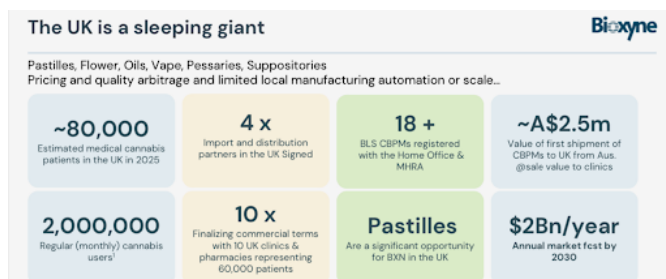 The UK is a sleeping giant
Bioxyne
Pastilles, Flower, Oils, Vape, Pessaries, Suppositories
Pricing and quality arbitrage and limited local manufacturing automation or scale...
~80,000
Estimated medical cannabis
patients in the UK in 2025
4 x
Import and distribution
partners in the UK Signed
18 +
BLS CBPMs registered
with the Home Office &
MHRA
~A$2.5m
Value of first shipment of
CBPMs to UK from Aus.
@sale value to clinics
2,000,000
Regular (monthly) cannabis
users¹
10 x
Finalizing commercial terms
with 10 UK clinics &
pharmacies representing
60,000 patients
Pastilles
Are a significant opportunity
for BXN in the UK
$2Bn/year
Annual market fcst by
2030